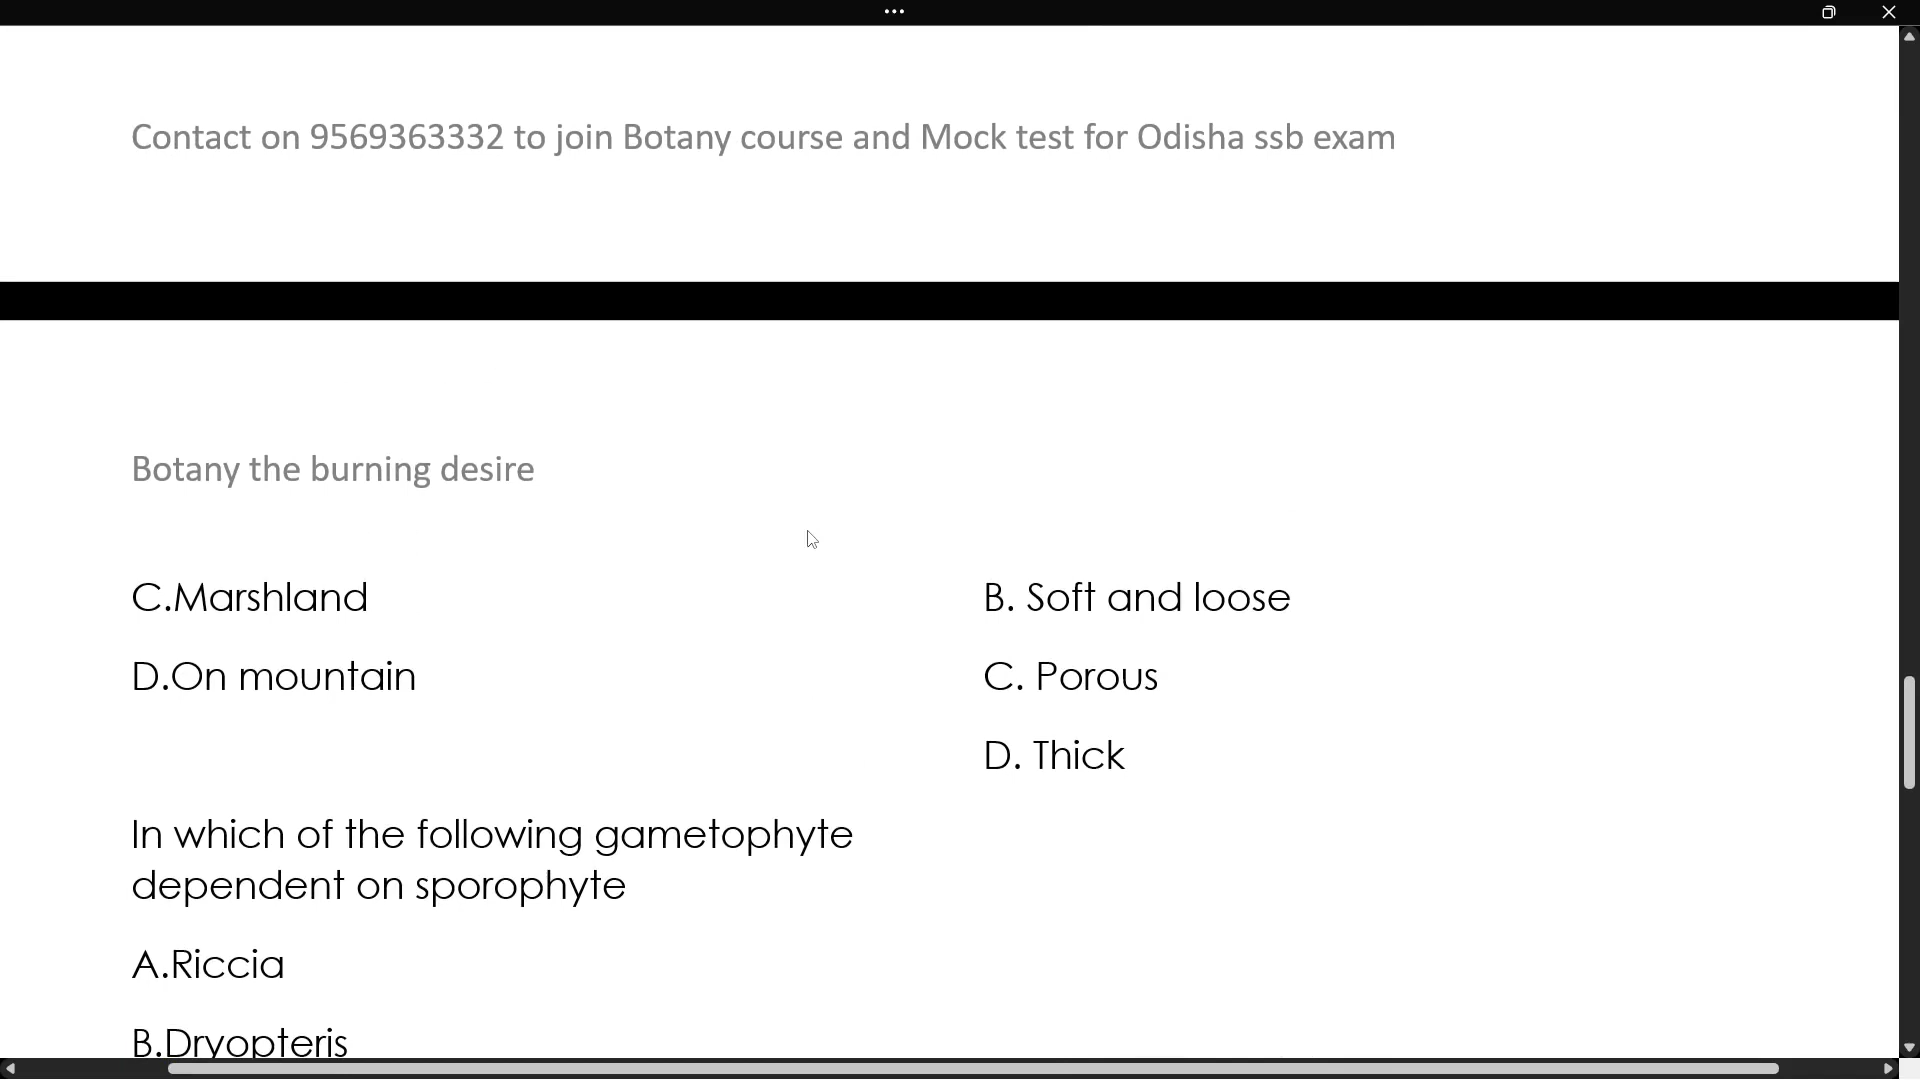 Contact on 9569363332 to join Botany course and Mock test for Odisha ssb exam
Botany the burning desire
C.Marshland
D.On mountain
In which of the following gametophyte
dependent on sporophyte
A.Riccia
B.Dryopteris
B. Soft and loose
C. Porous
D. Thick